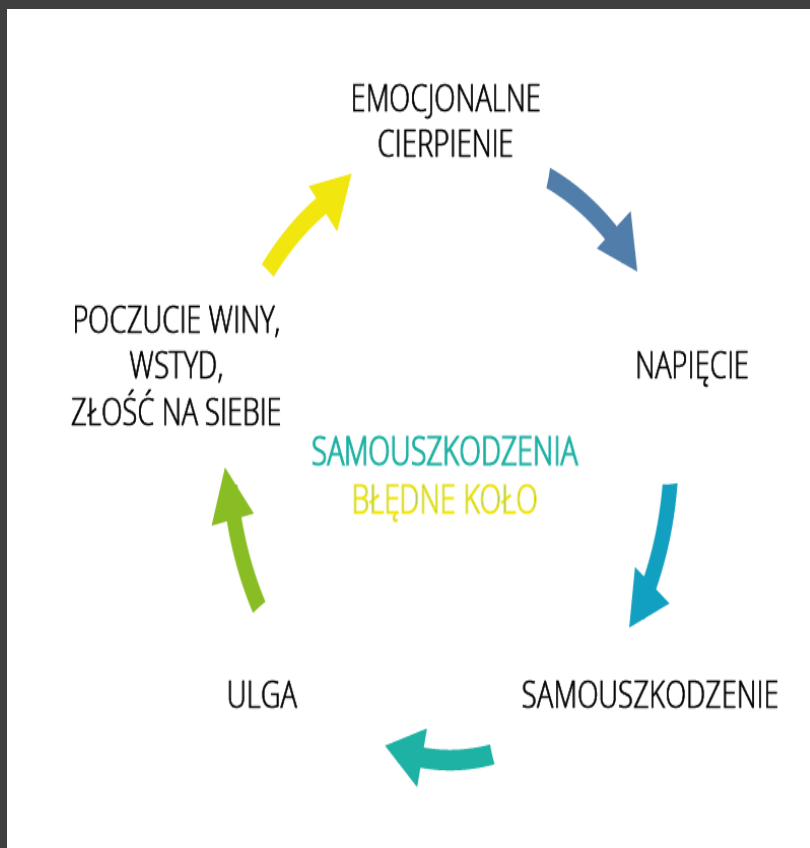 EMOCJONALNE
CIERPIENIE
NAPIĘCIE
SAMOUSZKODZENIE
ULGA
POCZUCIE WINY,
WSTYD,
ZŁOŚĆ NA SIEBIE
SAMOUSZKODZENIA
BŁĘDNE KOŁO